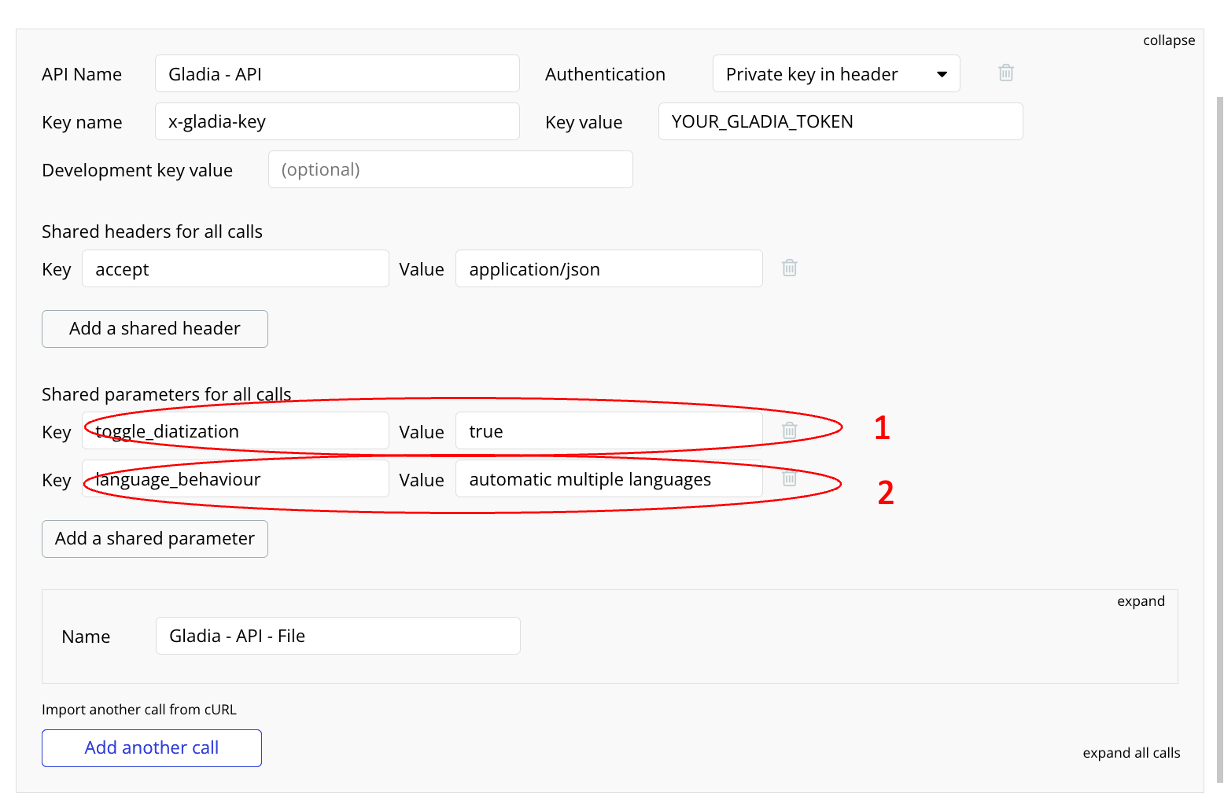 collapse
API Name Gladia - API Authentication Private key in header
Key name x-gladia-key Key value YOUR_GLADIA_TOKEN
Development key value (optional)
Shared headers for all calls
Key accept Value application/json
Add a shared header
Shared parameters for all calls
Key toggle_diatization Value true 1
Key language_behaviour Value automatic multiple languages 2
Add a shared parameter
expand
Name Gladia - API - File
Import another call from cURL
Add another call
expand all calls